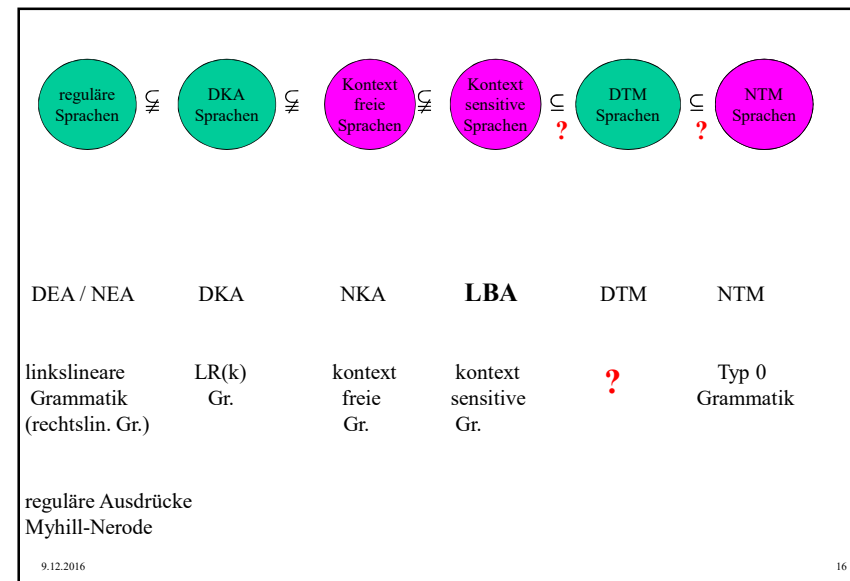 reguläre
Sprachen
⊊
DKA
Sprachen
⊊
Kontext
freie
Sprachen
⊊
Kontext
sensitive
Sprachen
⊆
?
DTM
Sprachen
⊆
?
NTM
Sprachen
DEA / NEA
DKA
NKA
LBA
DTM
NTM
linkslineare
Grammatik
(rechtslin. Gr.)
LR(k)
Gr.
kontext
freie
Gr.
kontext
sensitive
Gr.
?
Typ 0
Grammatik
reguläre Ausdrücke
Myhill-Nerode
9.12.2016
16